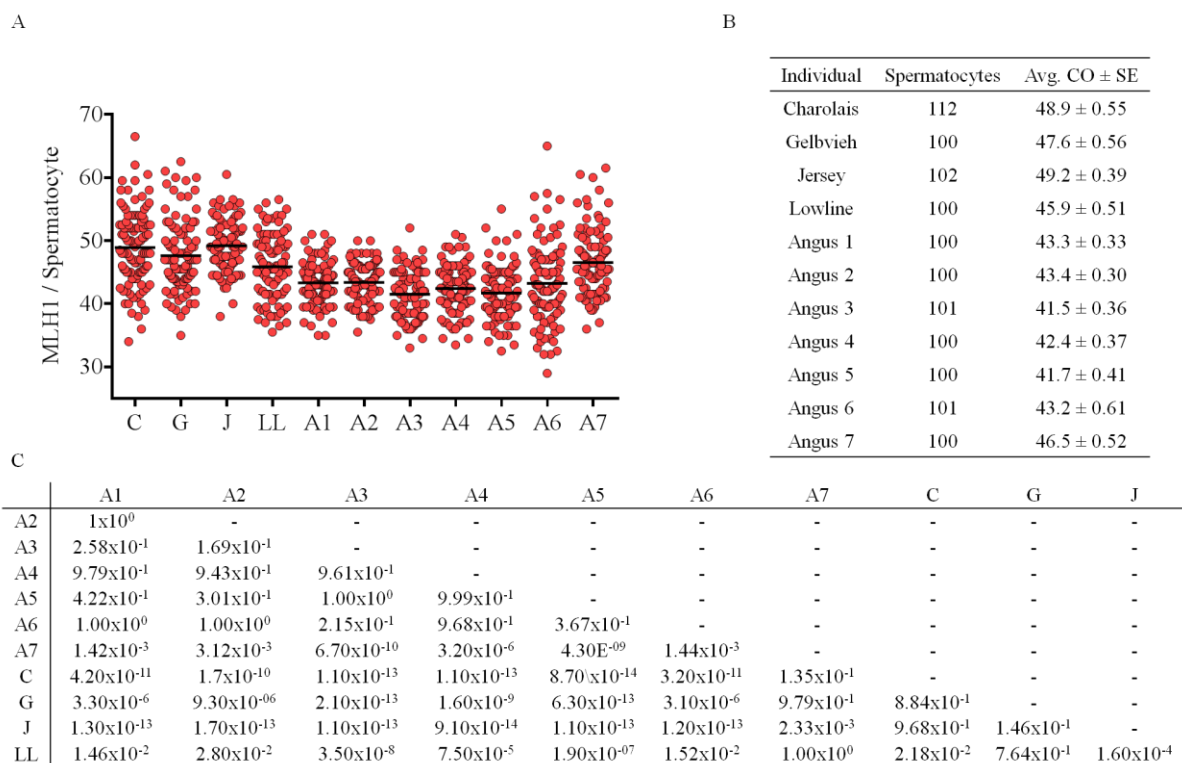 A
B
MLH1 / Spermatocyte
70
60
50
40
30
C G J LL A1 A2 A3 A4 A5 A6 A7
Individual Spermatocytes Avg. CO ± SE
Charolais 112 48.9 ± 0.55
Gelbvieh 100 47.6 ± 0.56
Jersey 102 49.2 ± 0.39
Lowline 100 45.9 ± 0.51
Angus 1 100 43.3 ± 0.33
Angus 2 100 43.4 ± 0.30
Angus 3 101 41.5 ± 0.36
Angus 4 100 42.4 ± 0.37
Angus 5 100 41.7 ± 0.41
Angus 6 101 43.2 ± 0.61
Angus 7 100 46.5 ± 0.52
C
A1 A2 A3 A4 A5 A6 A7 C G J
A2 1x10⁰ - - - - - - - - -
A3 2.58x10⁻¹ 1.69x10⁻¹ - - - - - - - -
A4 9.79x10⁻¹ 9.43x10⁻¹ 9.61x10⁻¹ - - - - - - -
A5 4.22x10⁻¹ 3.01x10⁻¹ 1.00x10⁰ 9.99x10⁻¹ - - - - - -
A6 1.00x10⁰ 1.00x10⁰ 2.15x10⁻¹ 9.68x10⁻¹ 3.67x10⁻¹ - - - - -
A7 1.42x10⁻³ 3.12x10⁻³ 6.70x10⁻¹⁰ 3.20x10⁻⁶ 4.30E⁻⁰⁹ 1.44x10⁻³ - - - -
C 4.20x10⁻¹¹ 1.7x10⁻¹⁰ 1.10x10⁻¹³ 1.10x10⁻¹³ 8.70\x10⁻¹⁴ 3.20x10⁻¹¹ 1.35x10⁻¹ - - -
G 3.30x10⁻⁶ 9.30x10⁻⁰⁶ 2.10x10⁻¹³ 1.60x10⁻⁹ 6.30x10⁻¹³ 3.10x10⁻⁶ 9.79x10⁻¹ 8.84x10⁻¹ - -
J 1.30x10⁻¹³ 1.70x10⁻¹³ 1.10x10⁻¹³ 9.10x10⁻¹⁴ 1.10x10⁻¹³ 1.20x10⁻¹³ 2.33x10⁻³ 9.68x10⁻¹ 1.46x10⁻¹ -
LL 1.46x10⁻² 2.80x10⁻² 3.50x10⁻⁸ 7.50x10⁻⁵ 1.90x10⁻⁰⁷ 1.52x10⁻² 1.00x10⁰ 2.18x10⁻² 7.64x10⁻¹ 1.60x10⁻⁴